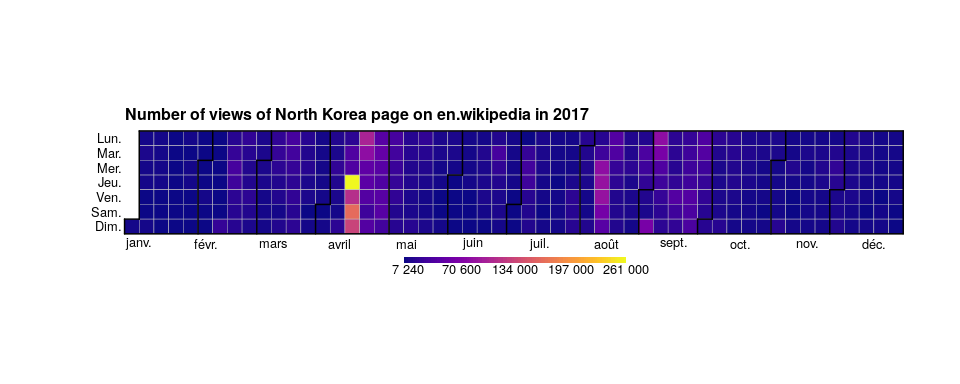 Number of views of North Korea page on en.wikipedia in 2017
Lun.
Mar.
Mer.
Jeu.
Ven.
Sam.
Dim.
janv. févr. mars avril mai juin juil. août sept. oct. nov. déc.
7 240 70 600 134 000 197 000 261 000